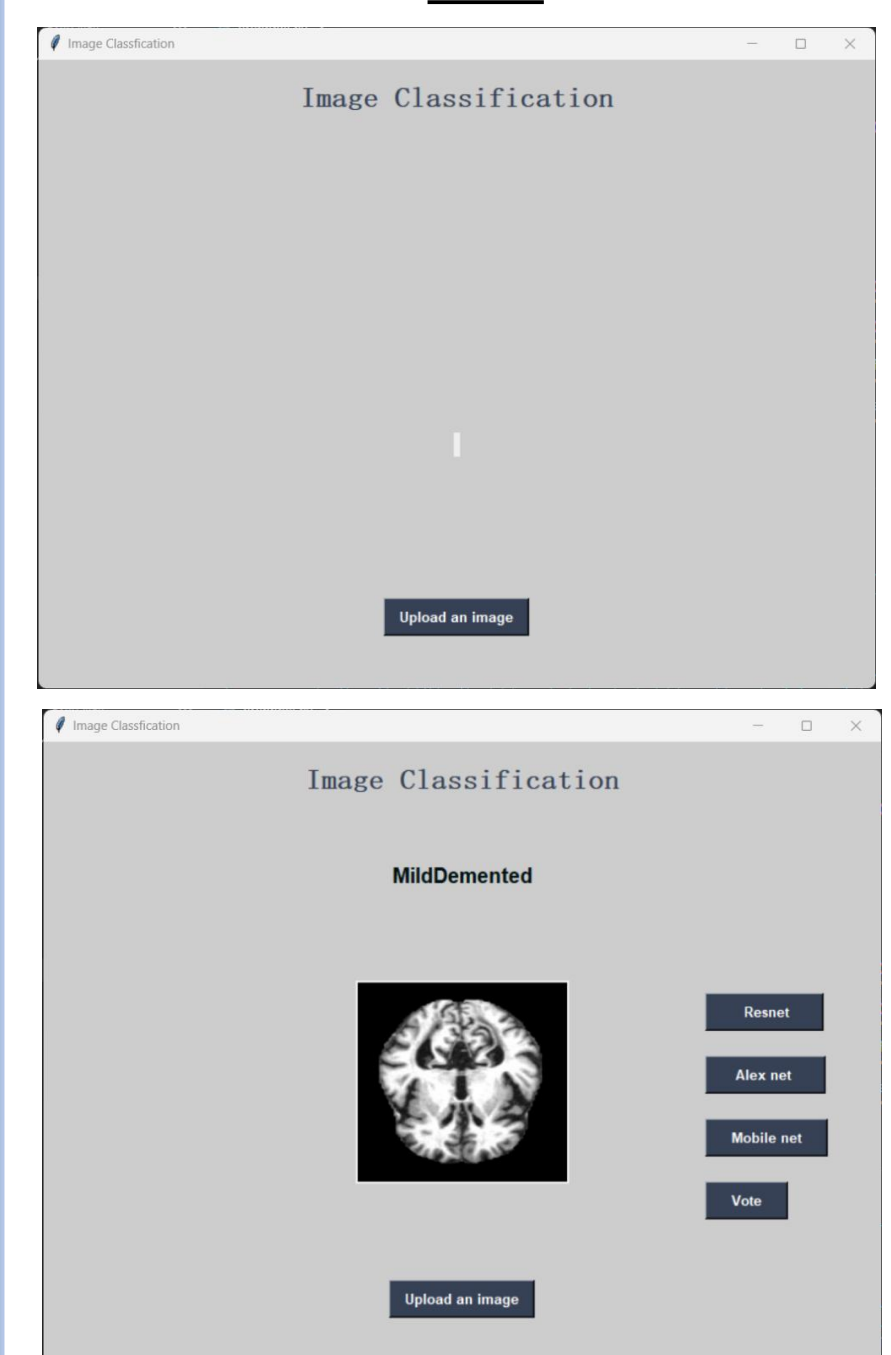 Image Classfication
Image Classification
Upload an image
Image Classfication
Image Classification
MildDemented
Resnet
Alex net
Mobile net
Vote
Upload an image